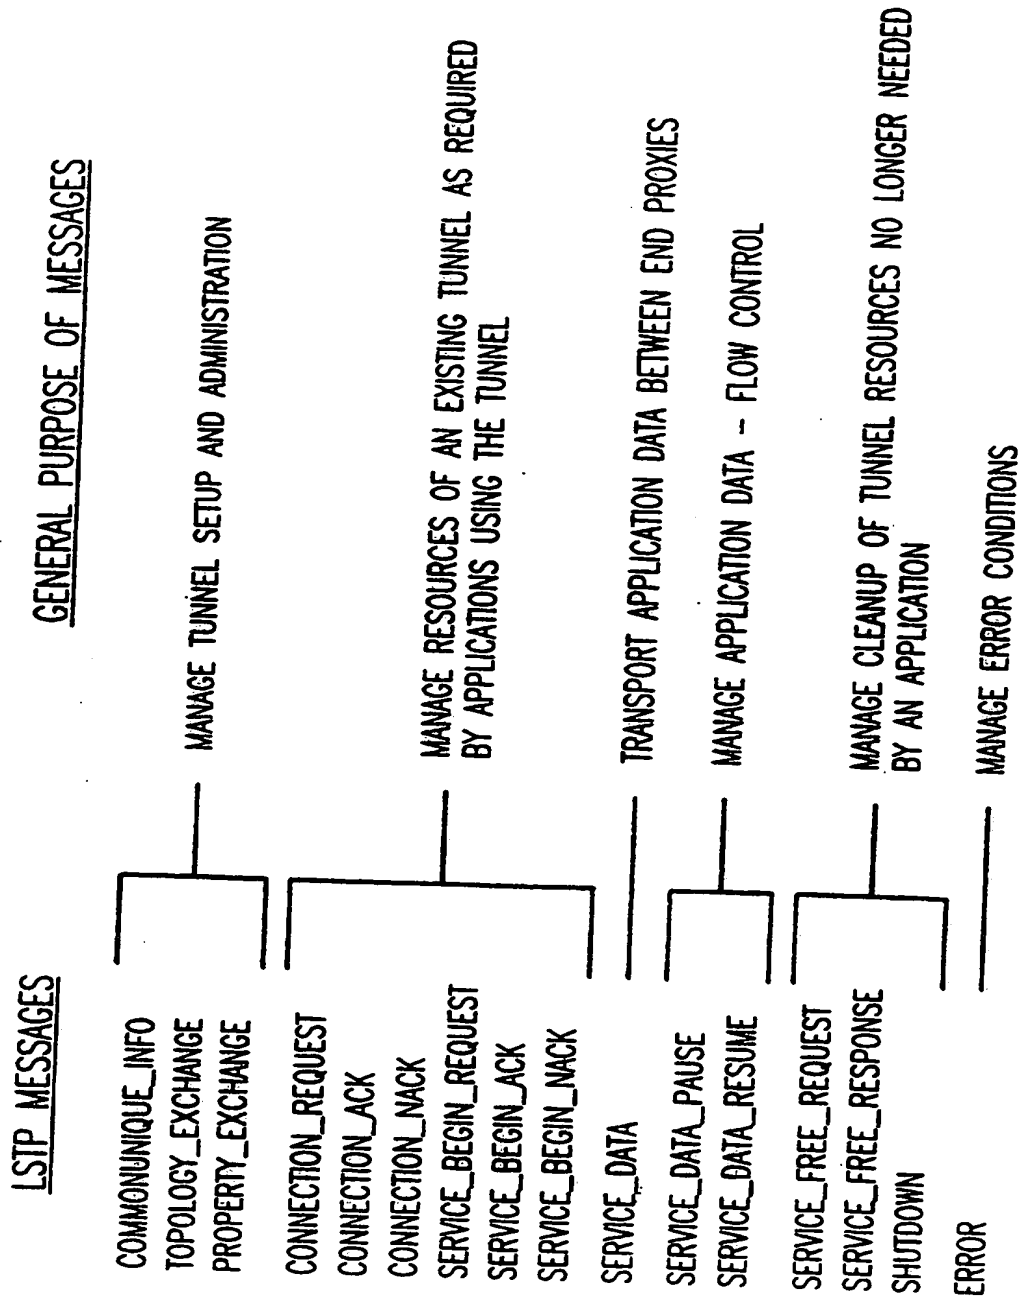 LSTP MESSAGES
GENERAL PURPOSE OF MESSAGES
COMMONUNIQUE_INFO
TOPOLOGY_EXCHANGE
PROPERTY_EXCHANGE
MANAGE TUNNEL SETUP AND ADMINISTRATION
CONNECTION_REQUEST
CONNECTION_ACK
CONNECTION_NACK
SERVICE_BEGIN_REQUEST
SERVICE_BEGIN_ACK
SERVICE_BEGIN_NACK
MANAGE RESOURCES OF AN EXISTING TUNNEL AS REQUIRED
BY APPLICATIONS USING THE TUNNEL
SERVICE_DATA
TRANSPORT APPLICATION DATA BETWEEN END PROXIES
SERVICE_DATA_PAUSE
SERVICE_DATA_RESUME
MANAGE APPLICATION DATA – FLOW CONTROL
SERVICE_FREE_REQUEST
SERVICE_FREE_RESPONSE
SHUTDOWN
MANAGE CLEANUP OF TUNNEL RESOURCES NO LONGER NEEDED
BY AN APPLICATION
ERROR
MANAGE ERROR CONDITIONS